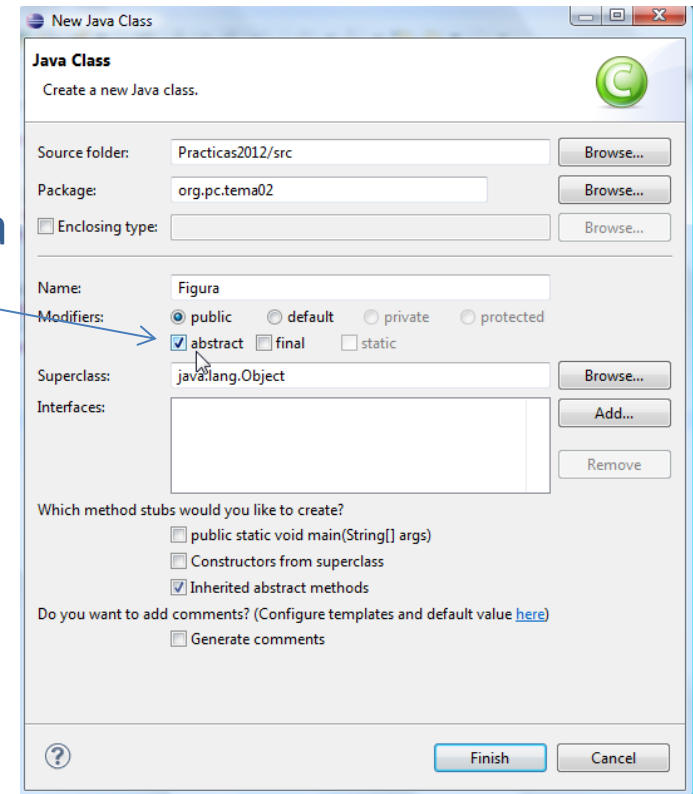 New Java Class
Java Class
Create a new Java class.
Source folder: Practicas2012/src Browse...
Package: org.pc.tema02 Browse...
Enclosing type: Browse...
Name: Figura
Modifiers: public default private protected
abstract final static
Superclass: java.lang.Object Browse...
Interfaces: Add...
Remove
Which method stubs would you like to create?
public static void main(String[] args)
Constructors from superclass
Inherited abstract methods
Do you want to add comments? (Configure templates and default value here)
Generate comments
? Finish Cancel